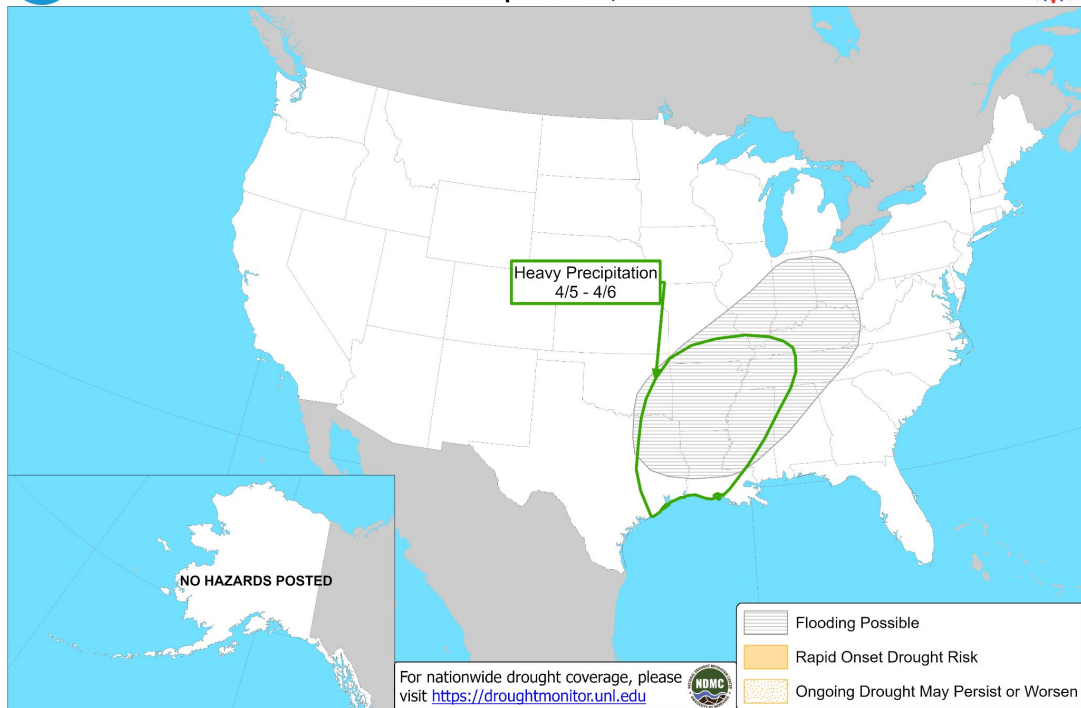 Heavy Precipitation
4/5 - 4/6
NO HAZARDS POSTED
For nationwide drought coverage, please
visit https://droughtmonitor.unl.edu
NDMC
Flooding Possible
Rapid Onset Drought Risk
Ongoing Drought May Persist or Worsen